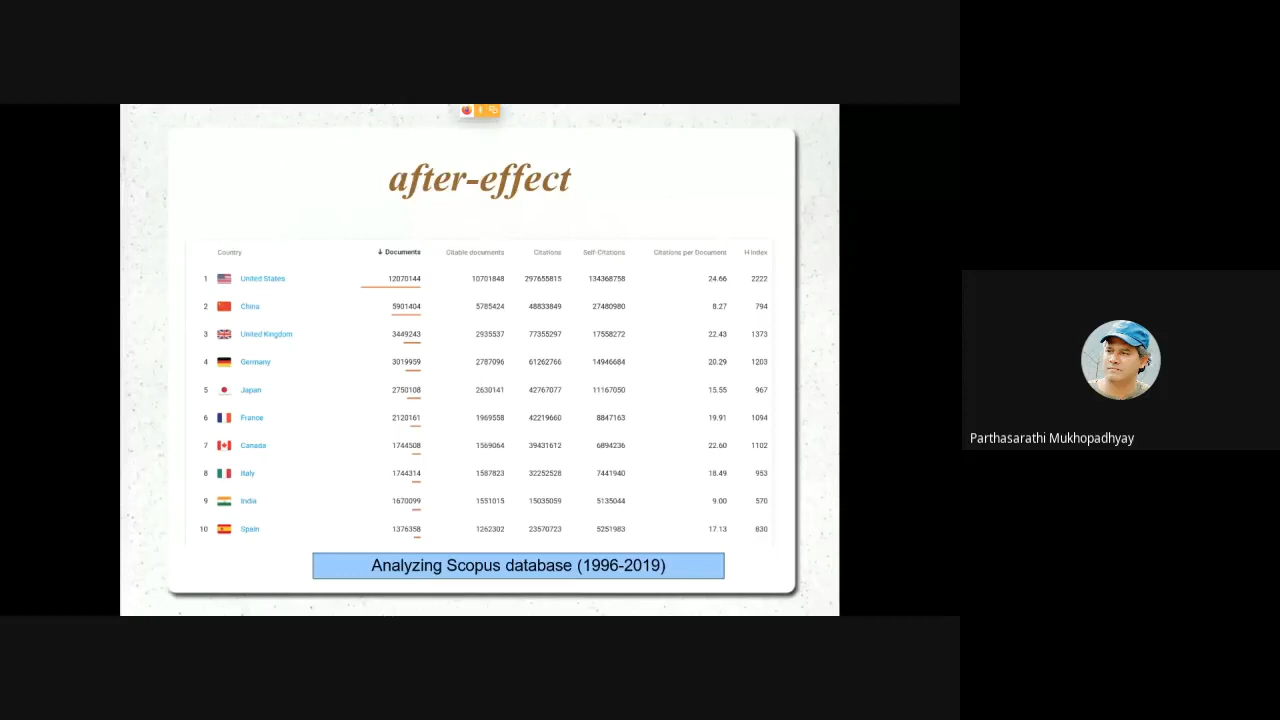 after-effect
Country ↓ Documents Citable documents Citations Self-Citations Citations per Document H index
1 United States 12070144 10701848 297655815 134368758 24.66 2222
2 China 5901404 5785424 48833849 27480980 8.27 794
3 United Kingdom 3449243 2935537 77355297 17558272 22.43 1373
4 Germany 3019959 2787096 61262766 14946684 20.29 1203
5 Japan 2750108 2630141 42767077 11167050 15.55 967
6 France 2120161 1969558 42219660 8847163 19.91 1094
7 Canada 1744508 1569064 39431612 6894236 22.60 1102
8 Italy 1744314 1587823 32252528 7441940 18.49 953
9 India 1670099 1551015 15035059 5135044 9.00 570
10 Spain 1376358 1262302 23570723 5251983 17.13 830
Analyzing Scopus database (1996-2019)
Parthasarathi Mukhopadhyay